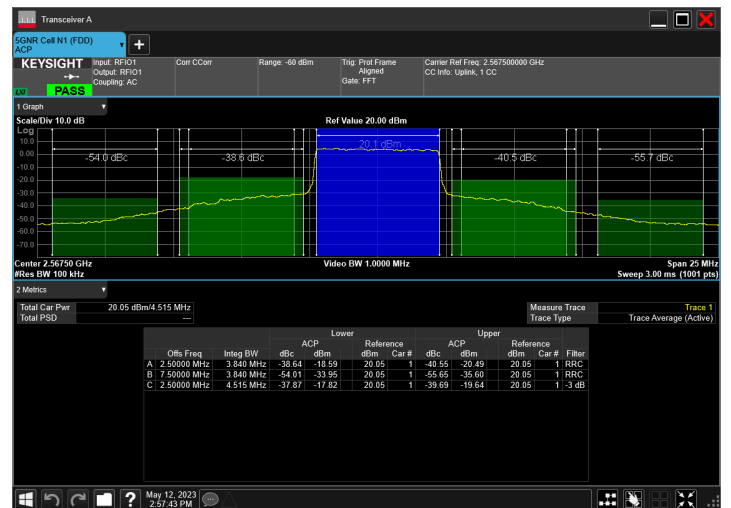 Transceiver A
5GNR Cell N1 (FDD)
ACP
KEYSIGHT
LXI
PASS
Input: RFIO1
Output: RFIO1
Coupling: AC
Corr CCorr
Range: -60 dBm
Trig: Prot Frame
Aligned
Gate: FFT
Carrier Ref Freq: 2.567500000 GHz
CC Info: Uplink, 1 CC
1 Graph
Scale/Div 10.0 dB
Ref Value 20.00 dBm
Log
10.0
0.00
-10.0
-20.0
-30.0
-40.0
-50.0
-60.0
-70.0
-54.0 dBc
-38.6 dBc
20.1 dBm
-40.5 dBc
-55.7 dBc
Center 2.56750 GHz
Video BW 1.0000 MHz
Span 25 MHz
#Res BW 100 kHz
Sweep 3.00 ms (1001 pts)
2 Metrics
Total Car Pwr 20.05 dBm/4.515 MHz
Total PSD ---
Measure Trace Trace 1
Trace Type Trace Average (Active)
Lower Upper
ACP Reference ACP Reference
Offs Freq Integ BW dBc dBm dBm Car # dBc dBm dBm Car # Filter
A 2.50000 MHz 3.840 MHz -38.64 -18.59 20.05 1 -40.55 -20.49 20.05 1 RRC
B 7.50000 MHz 3.840 MHz -54.01 -33.95 20.05 1 -55.65 -35.60 20.05 1 RRC
C 2.50000 MHz 4.515 MHz -37.87 -17.82 20.05 1 -39.69 -19.64 20.05 1 -3 dB
May 12, 2023
2:57:43 PM